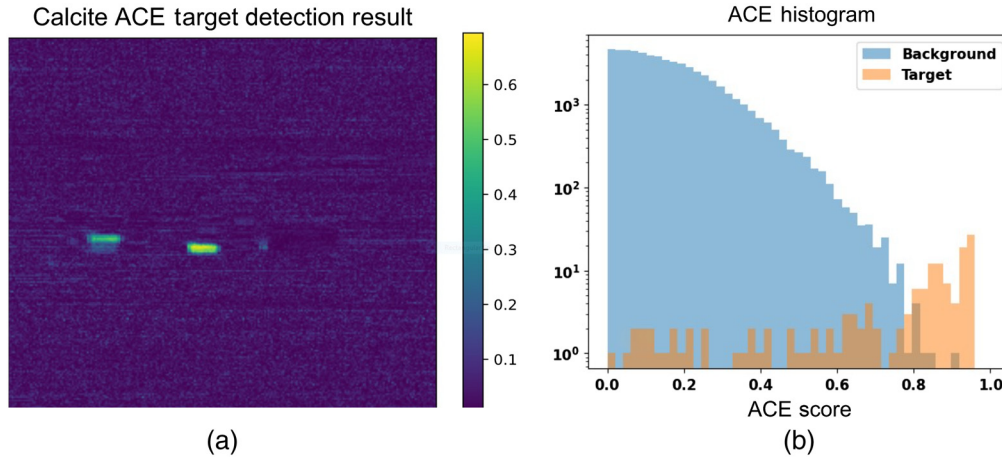 Calcite ACE target detection result
0.6
0.5
0.4
0.3
0.2
0.1
(a)
ACE histogram
Background
Target
10³
10²
10¹
10⁰
0.0 0.2 0.4 0.6 0.8 1.0
ACE score
(b)